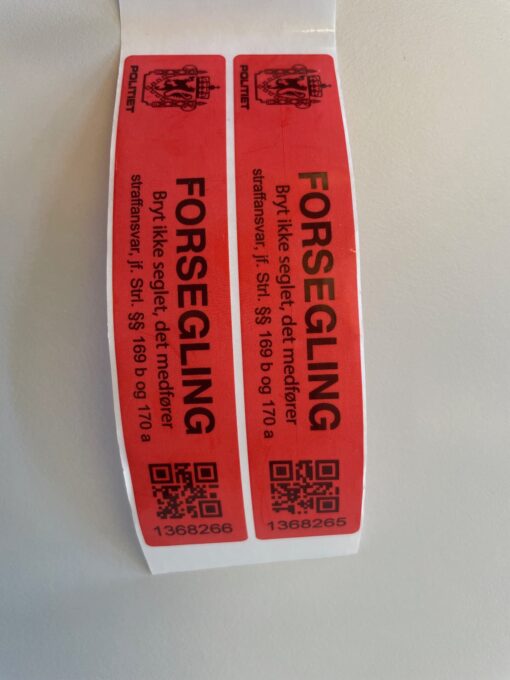 POLITIET
FORSEGLING
Bryt ikke seglet, det medfører
straffansvar, jf. Strl. §§ 169 b og 170 a
1368266
POLITIET
FORSEGLING
Bryt ikke seglet, det medfører
straffansvar, jf. Strl. §§ 169 b og 170 a
1368265